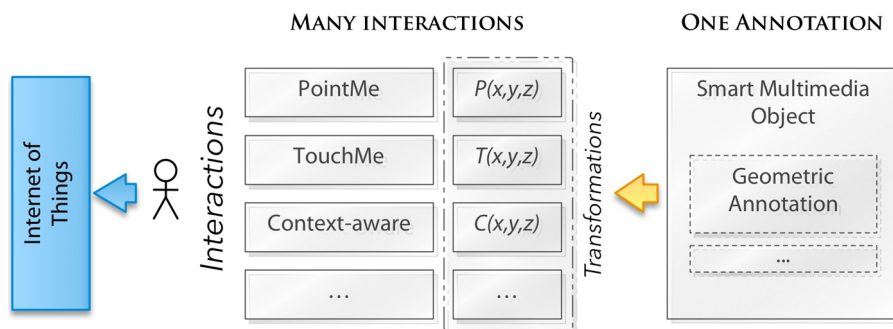 MANY INTERACTIONS
ONE ANNOTATION
Internet of
Things
Interactions
PointMe
P(x,y,z)
TouchMe
T(x,y,z)
Context-aware
C(x,y,z)
...
...
Transformations
Smart Multimedia
Object
Geometric
Annotation
...